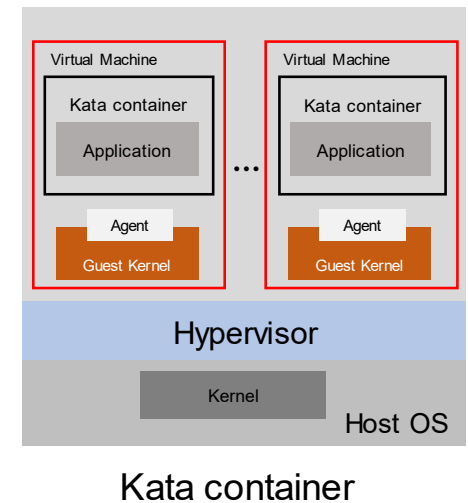 Virtual Machine
Kata container
Application
Agent
Guest Kernel
...
Virtual Machine
Kata container
Application
Agent
Guest Kernel
Hypervisor
Kernel
Host OS
Kata container